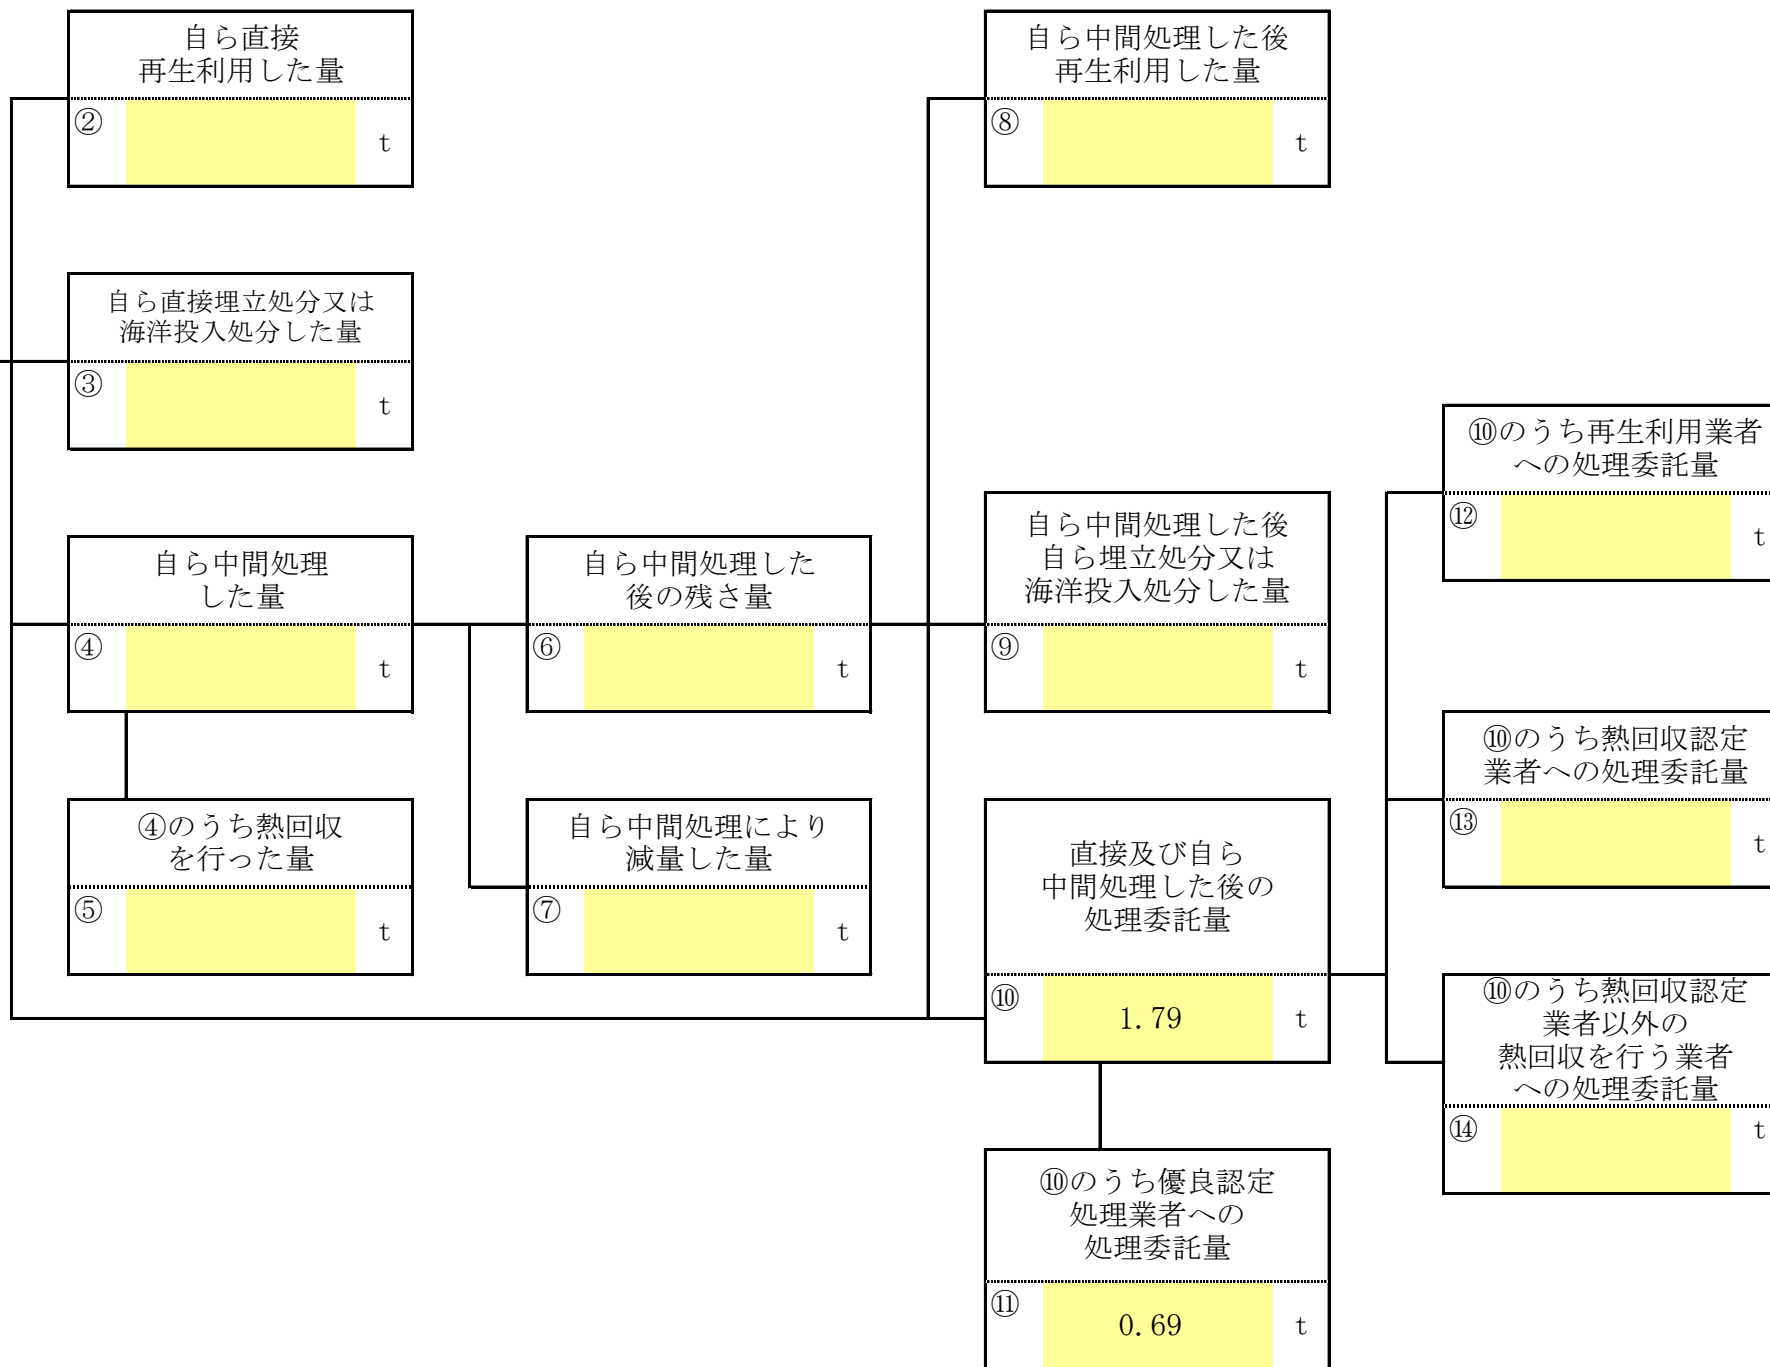 自ら直接
再生利用した量
②
t
自ら直接埋立処分又は
海洋投入処分した量
③
t
自ら中間処理
した量
④
t
④のうち熱回収
を行った量
⑤
t
自ら中間処理した
後の残さ量
⑥
t
自ら中間処理により
減量した量
⑦
t
自ら中間処理した後
再生利用した量
⑧
t
自ら中間処理した後
自ら埋立処分又は
海洋投入処分した量
⑨
t
直接及び自ら
中間処理した後の
処理委託量
⑩ 1.79 t
⑩のうち優良認定
処理業者への
処理委託量
⑪ 0.69 t
⑩のうち再生利用業者
への処理委託量
⑫
t
⑩のうち熱回収認定
業者への処理委託量
⑬
t
⑩のうち熱回収認定
業者以外の
熱回収を行う業者
への処理委託量
⑭
t